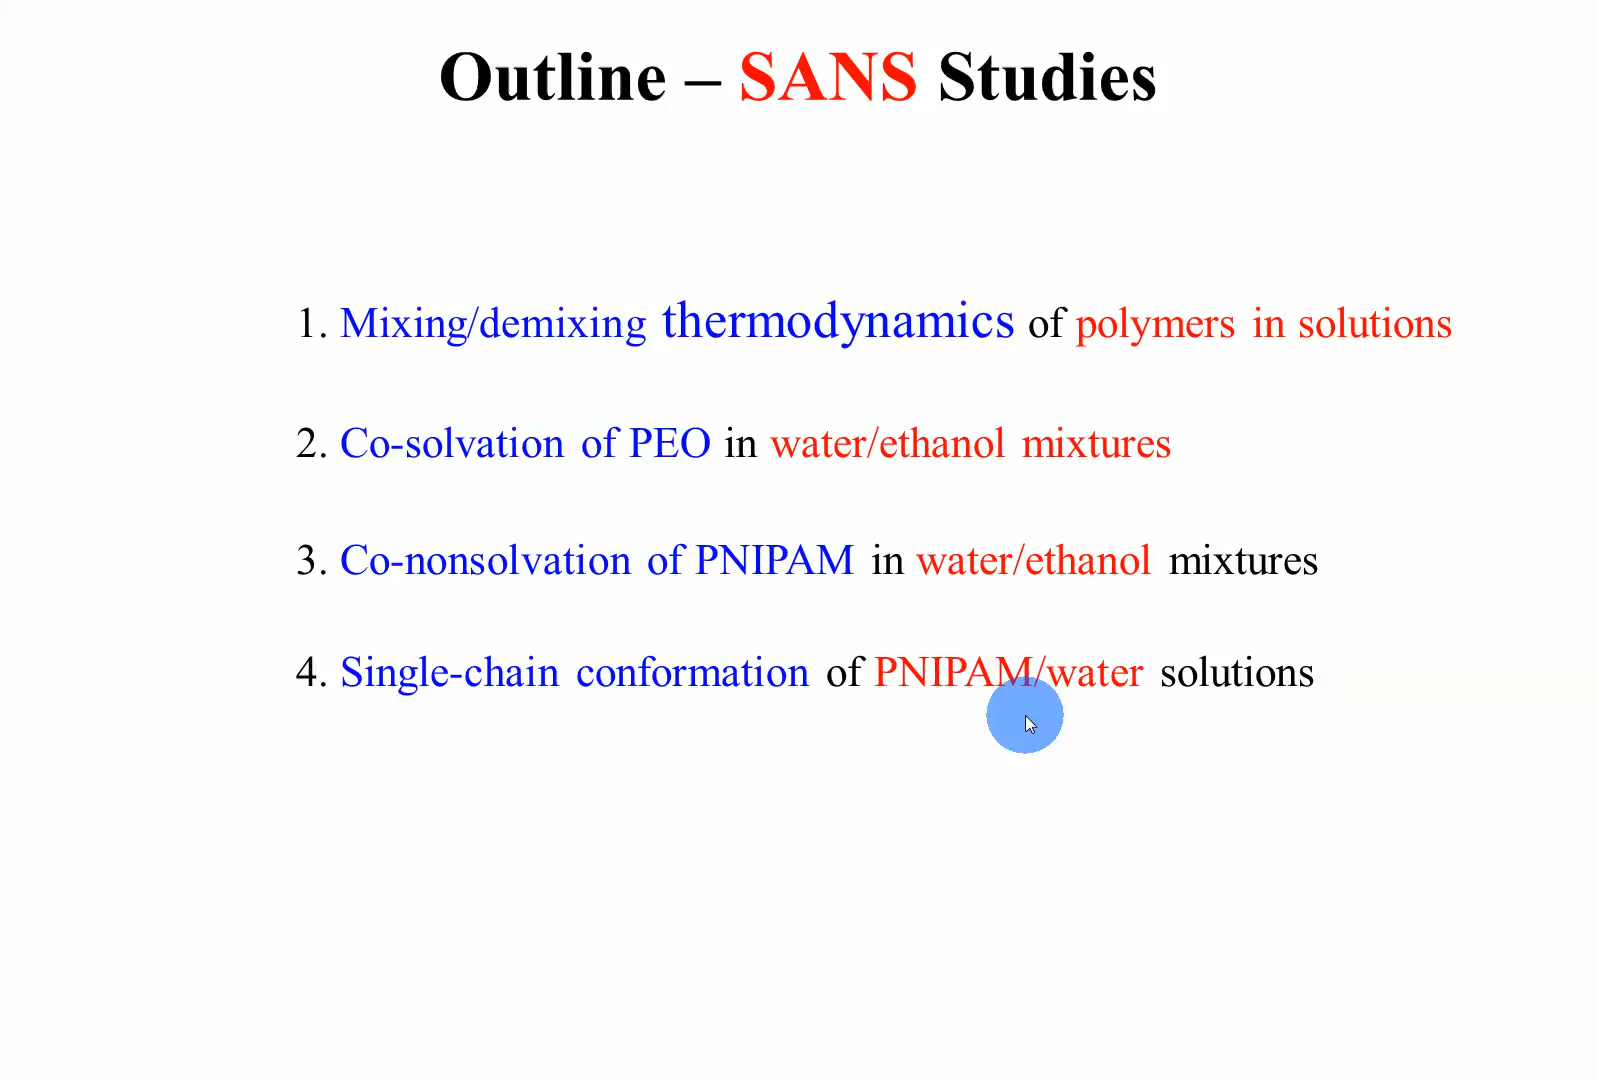 Outline – SANS Studies
1. Mixing/demixing thermodynamics of polymers in solutions
2. Co-solvation of PEO in water/ethanol mixtures
3. Co-nonsolvation of PNIPAM in water/ethanol mixtures
4. Single-chain conformation of PNIPAM/water solutions